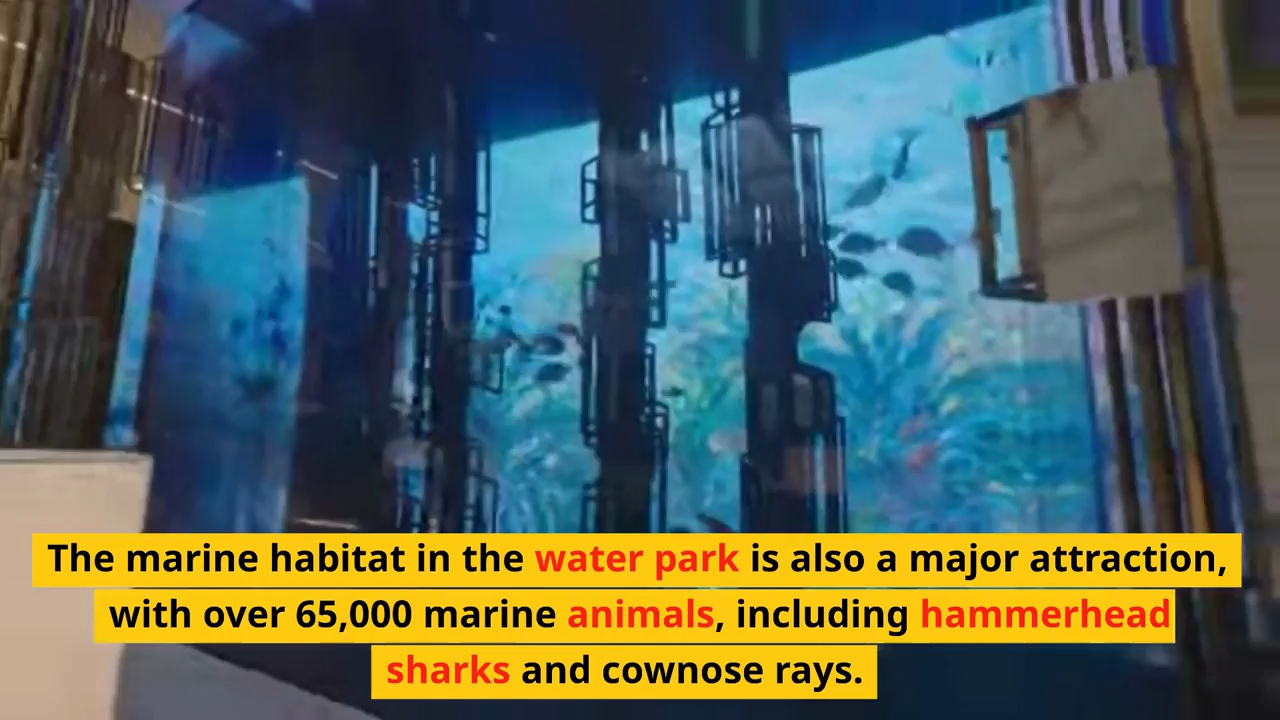 The marine habitat in the water park is also a major attraction,
with over 65,000 marine animals, including hammerhead
sharks and cownose rays.